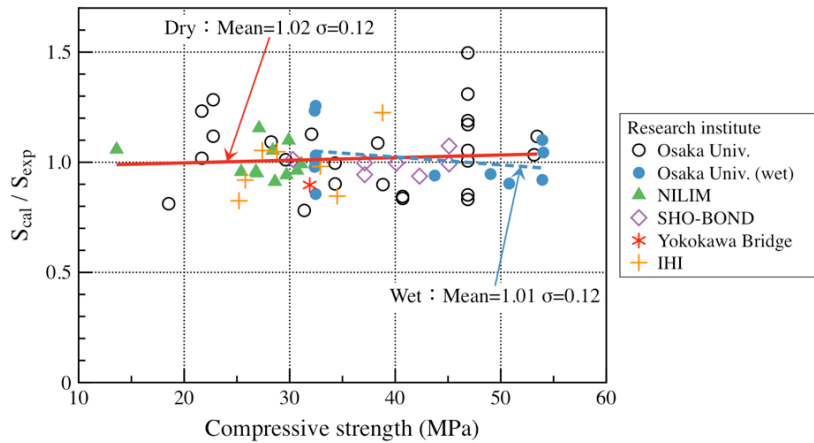 Dry：Mean=1.02 σ=0.12
1.5
1.0
0.5
0
S_cal / S_exp
Wet：Mean=1.01 σ=0.12
10 20 30 40 50 60
Compressive strength (MPa)
Research institute
Osaka Univ.
Osaka Univ. (wet)
NILIM
SHO-BOND
Yokokawa Bridge
IHI